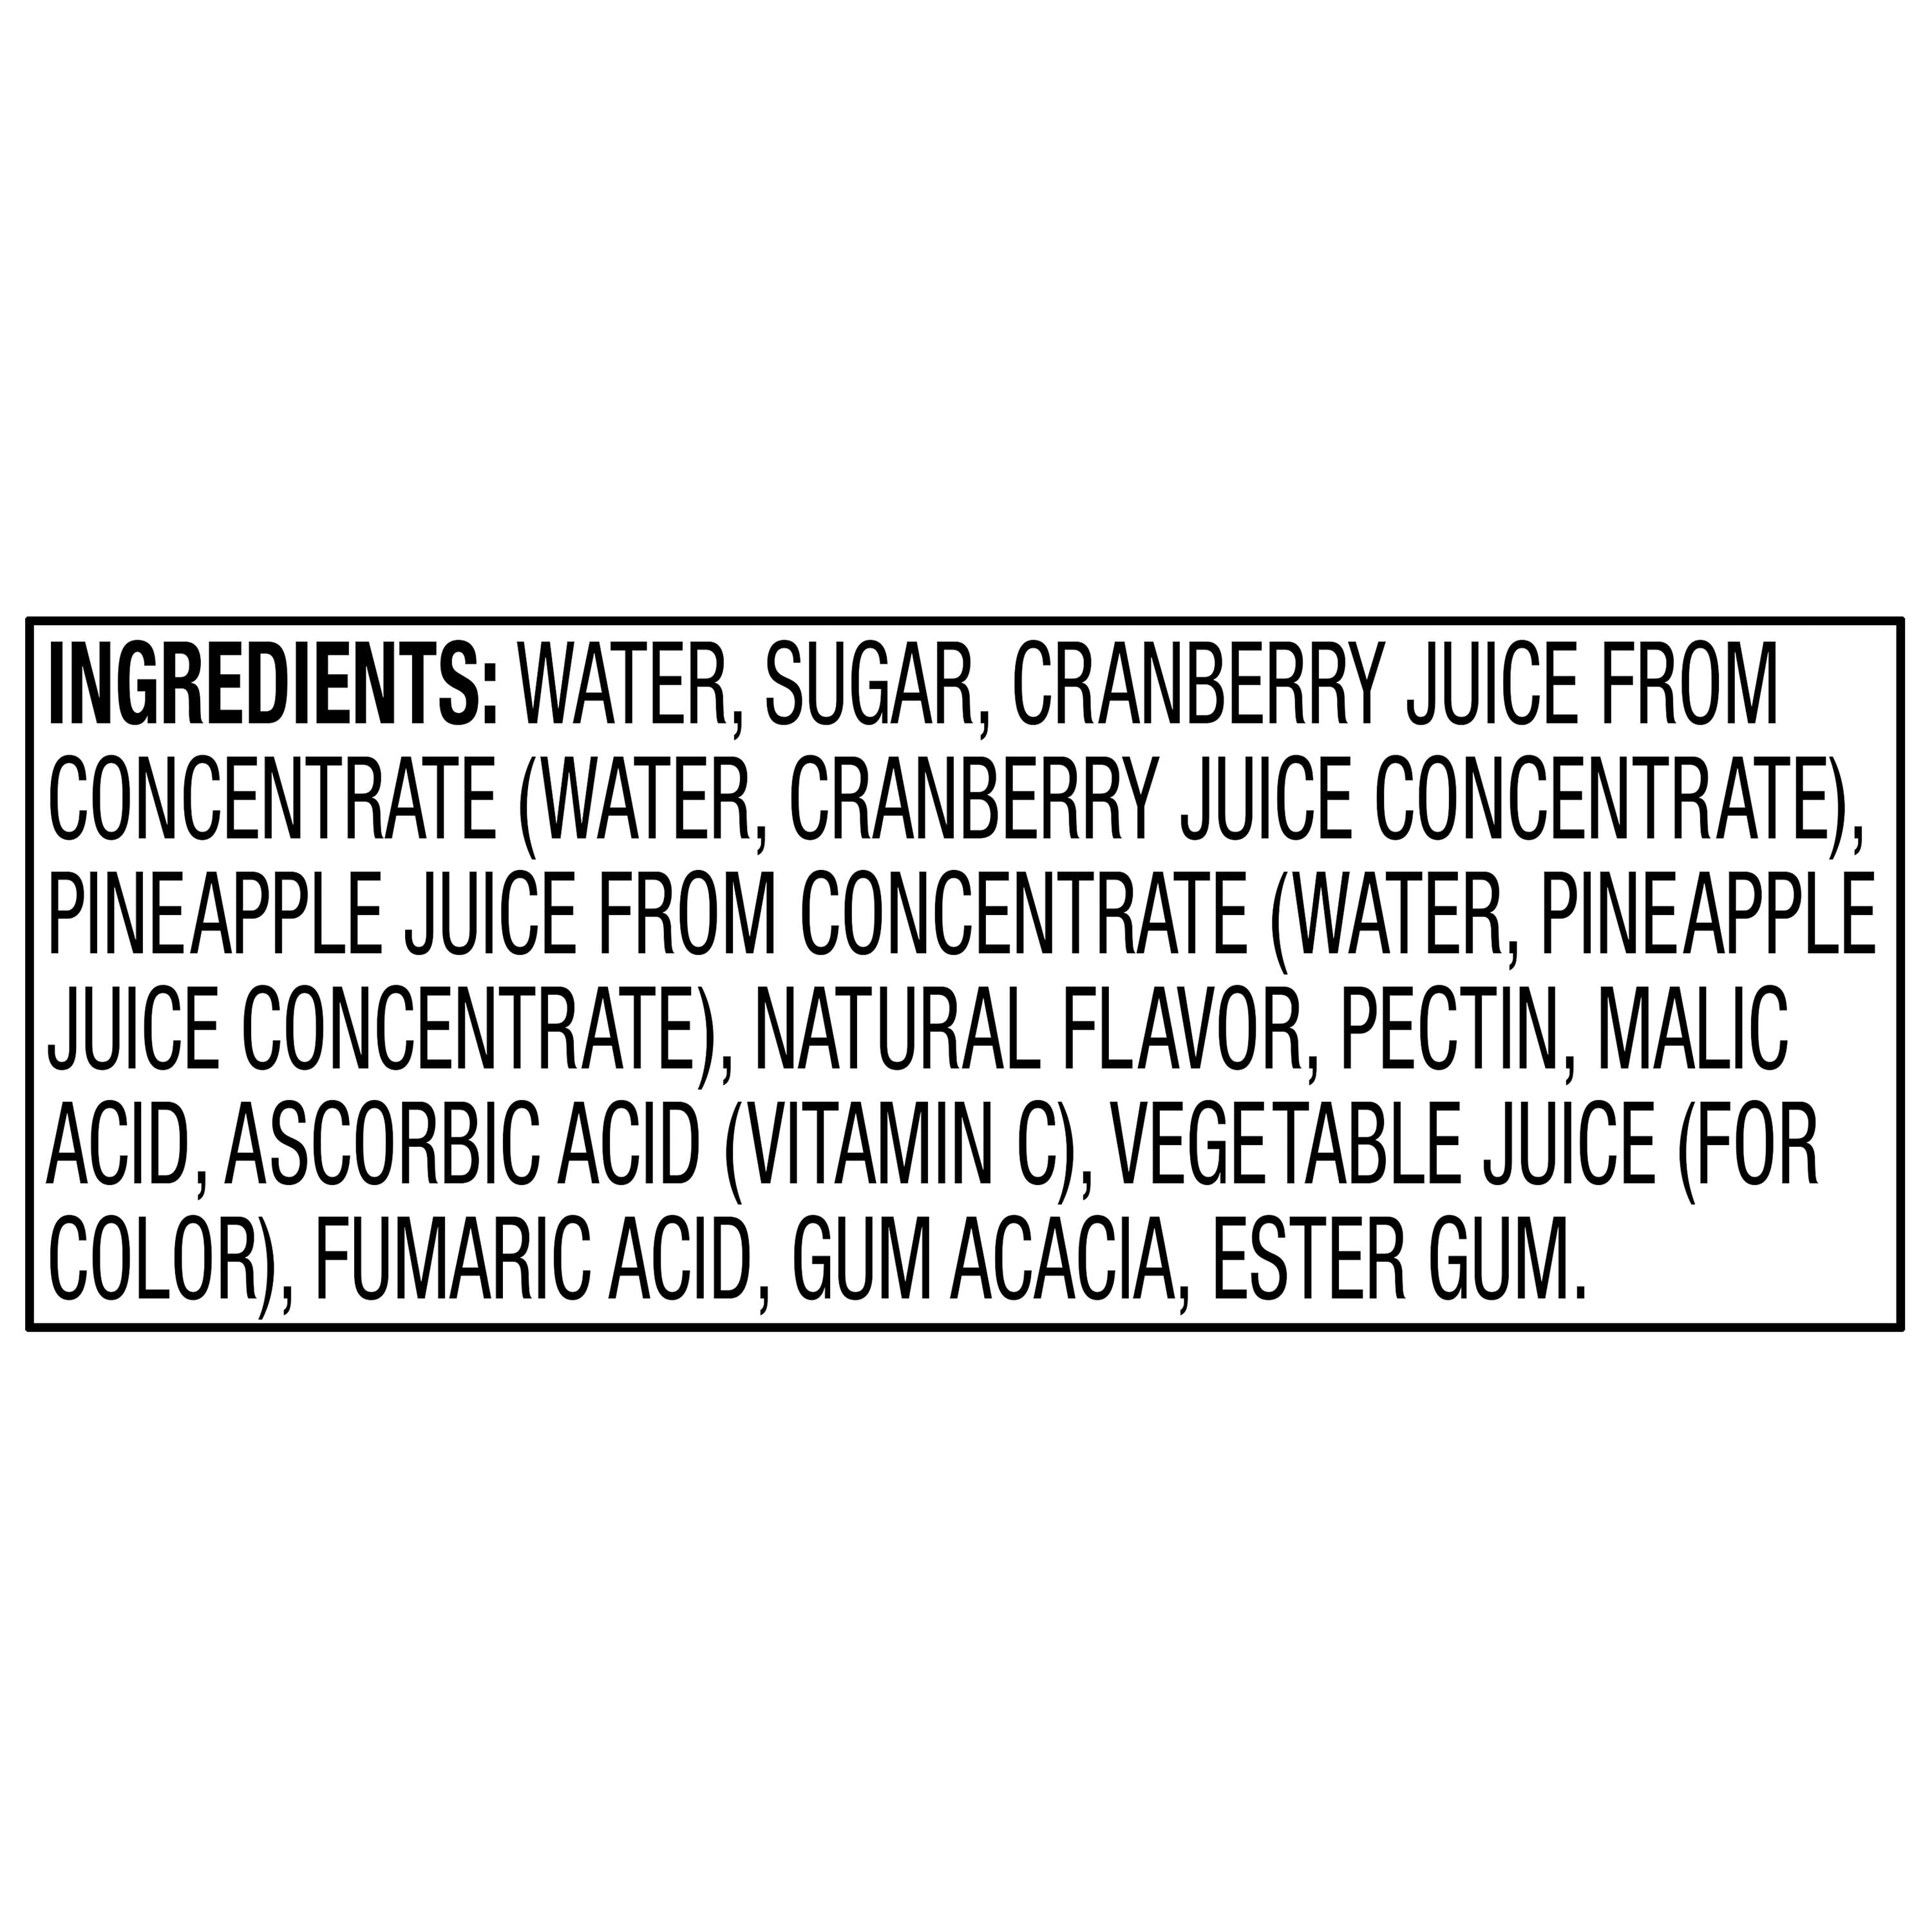 INGREDIENTS: WATER, SUGAR, CRANBERRY JUICE FROM
CONCENTRATE (WATER, CRANBERRY JUICE CONCENTRATE),
PINEAPPLE JUICE FROM CONCENTRATE (WATER, PINEAPPLE
JUICE CONCENTRATE), NATURAL FLAVOR, PECTIN, MALIC
ACID, ASCORBIC ACID (VITAMIN C), VEGETABLE JUICE (FOR
COLOR), FUMARIC ACID, GUM ACACIA, ESTER GUM.